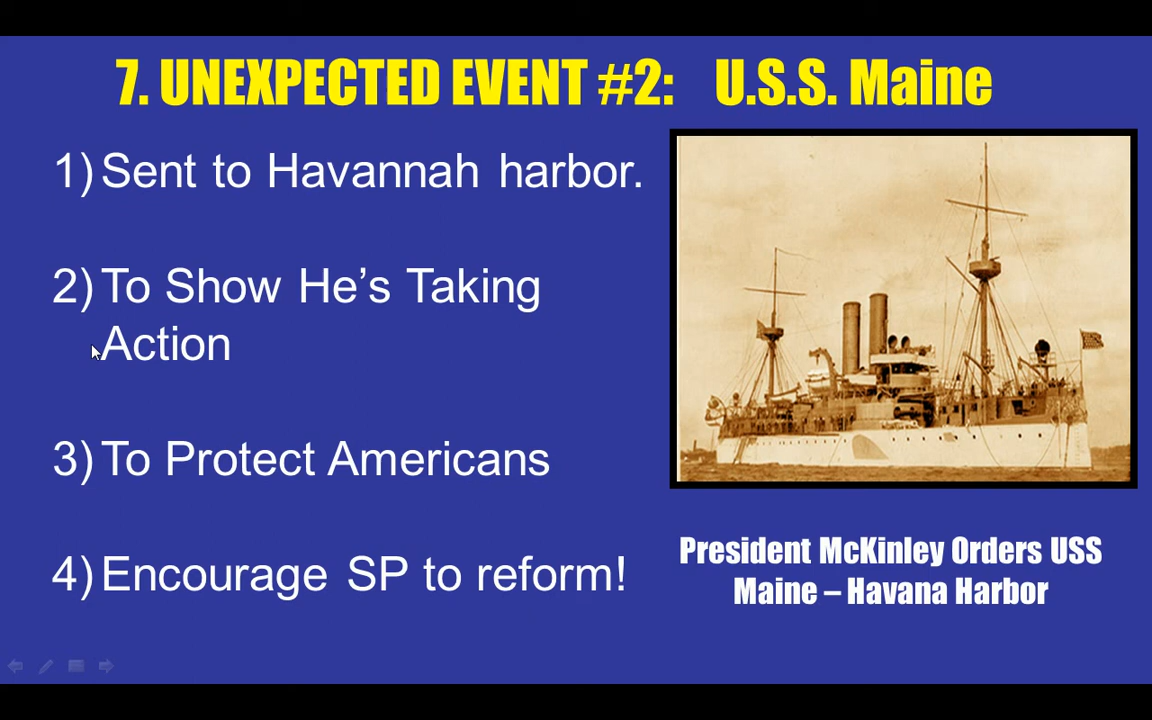 7. UNEXPECTED EVENT #2: U.S.S. Maine
1) Sent to Havannah harbor.
2) To Show He’s Taking
Action
3) To Protect Americans
4) Encourage SP to reform!
President McKinley Orders USS
Maine – Havana Harbor